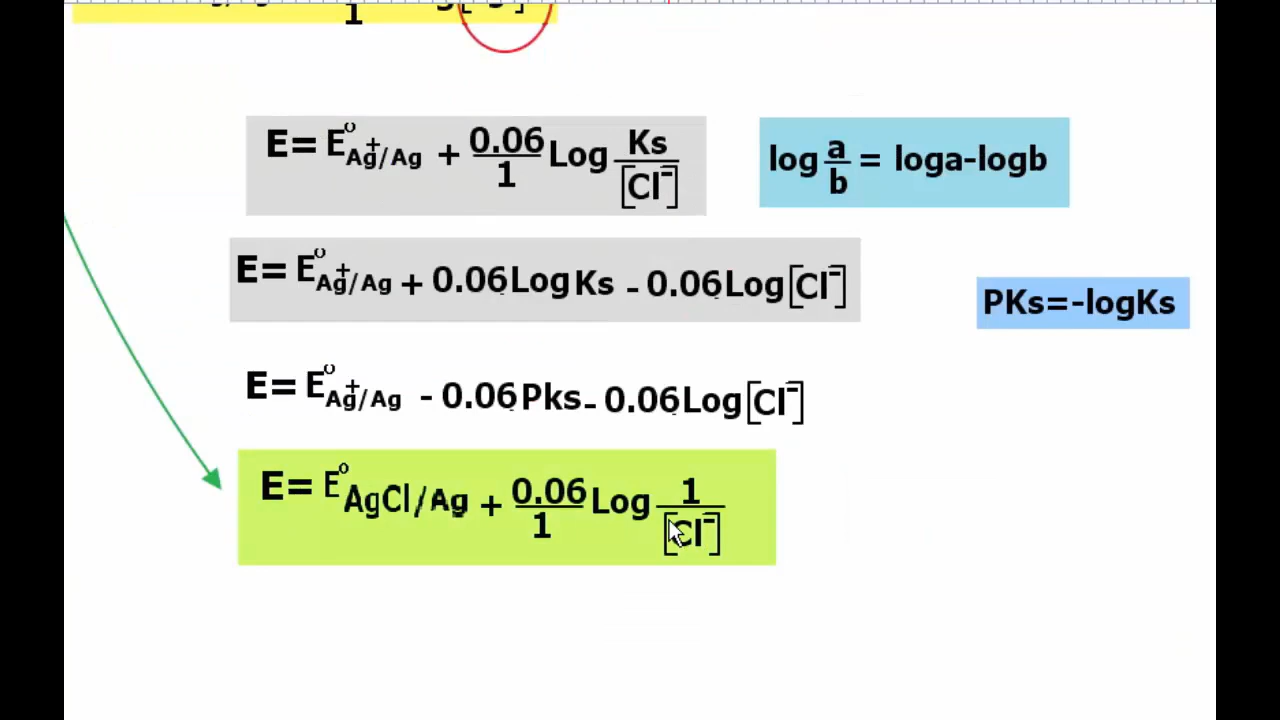 1
E= E°Ag+/Ag + 0.06/1 Log Ks/[Cl-]
log a/b = loga-logb
E= E°Ag+/Ag + 0.06LogKs - 0.06Log[Cl-]
PKs=-logKs
E= E°Ag+/Ag - 0.06Pks- 0.06Log[Cl-]
E= E°AgCl/Ag + 0.06/1 Log 1/[Cl-]